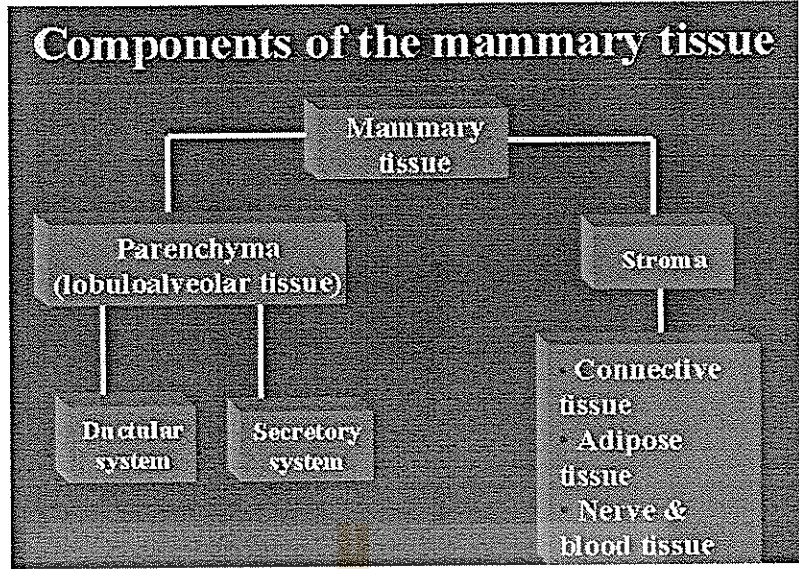 Components of the mammary tissue
Mammary
tissue
Parenchyma
(lobuloalveolar tissue)
Stroma
Ductular
system
Secretory
system
· Connective
tissue
· Adipose
tissue
· Nerve &
blood tissue